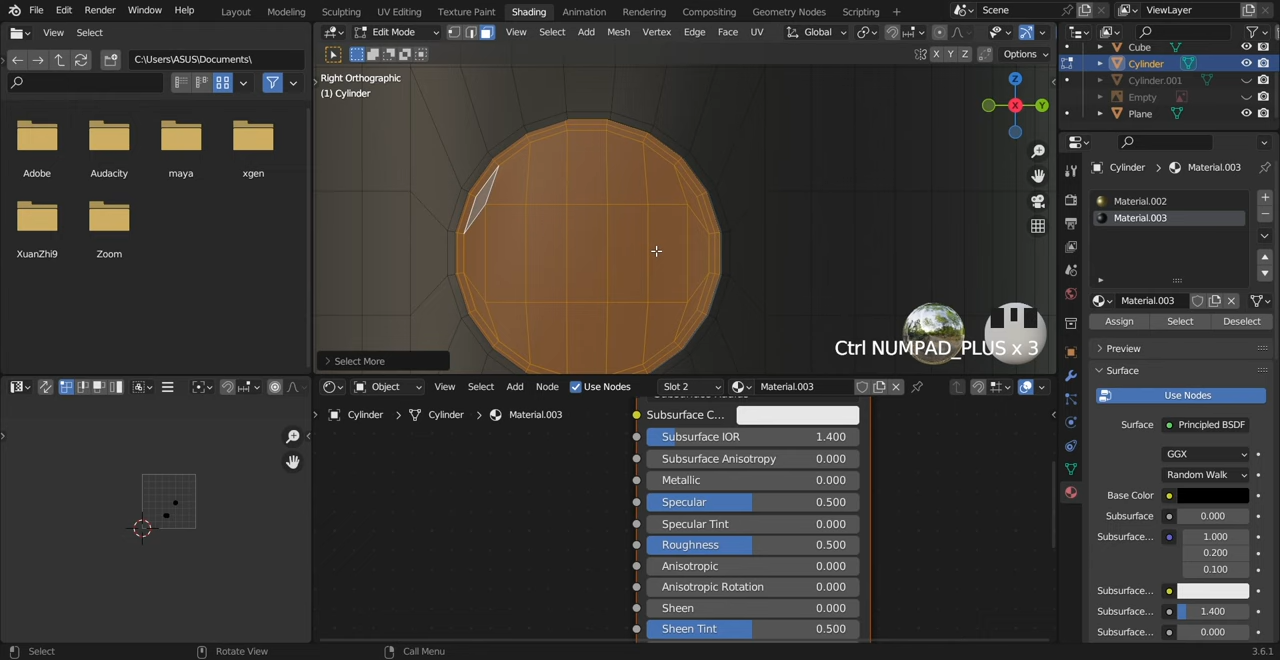 File Edit Render Window Help Layout Modeling Sculpting UV Editing Texture Paint Shading Animation Rendering Compositing Geometry Nodes Scripting + Scene ViewLayer
View Select
Edit Mode View Select Add Mesh Vertex Edge Face UV Global
C:\Users\ASUS\Documents\
X Y Z Options
Right Orthographic
(1) Cylinder
Z
Y
X
Adobe Audacity maya xgen
XuanZhi9 Zoom
Ctrl NUMPAD_PLUS x 3
Select More
Cube
Cylinder
Cylinder.001
Empty
Plane
Cylinder Material.003
Material.002
Material.003
Material.003
Assign Select Deselect
Preview
Surface
Use Nodes
Surface Principled BSDF
GGX
Random Walk
Base Color
Subsurface 0.000
Subsurface... 1.000
0.200
0.100
Subsurface...
Subsurface... 1.400
Subsurface... 0.000
Object View Select Add Node Use Nodes Slot 2 Material.003
Cylinder Cylinder Material.003
Subsurface C...
Subsurface IOR 1.400
Subsurface Anisotropy 0.000
Metallic 0.000
Specular 0.500
Specular Tint 0.000
Roughness 0.500
Anisotropic 0.000
Anisotropic Rotation 0.000
Sheen 0.000
Sheen Tint 0.500
Select Rotate View Call Menu 3.6.1